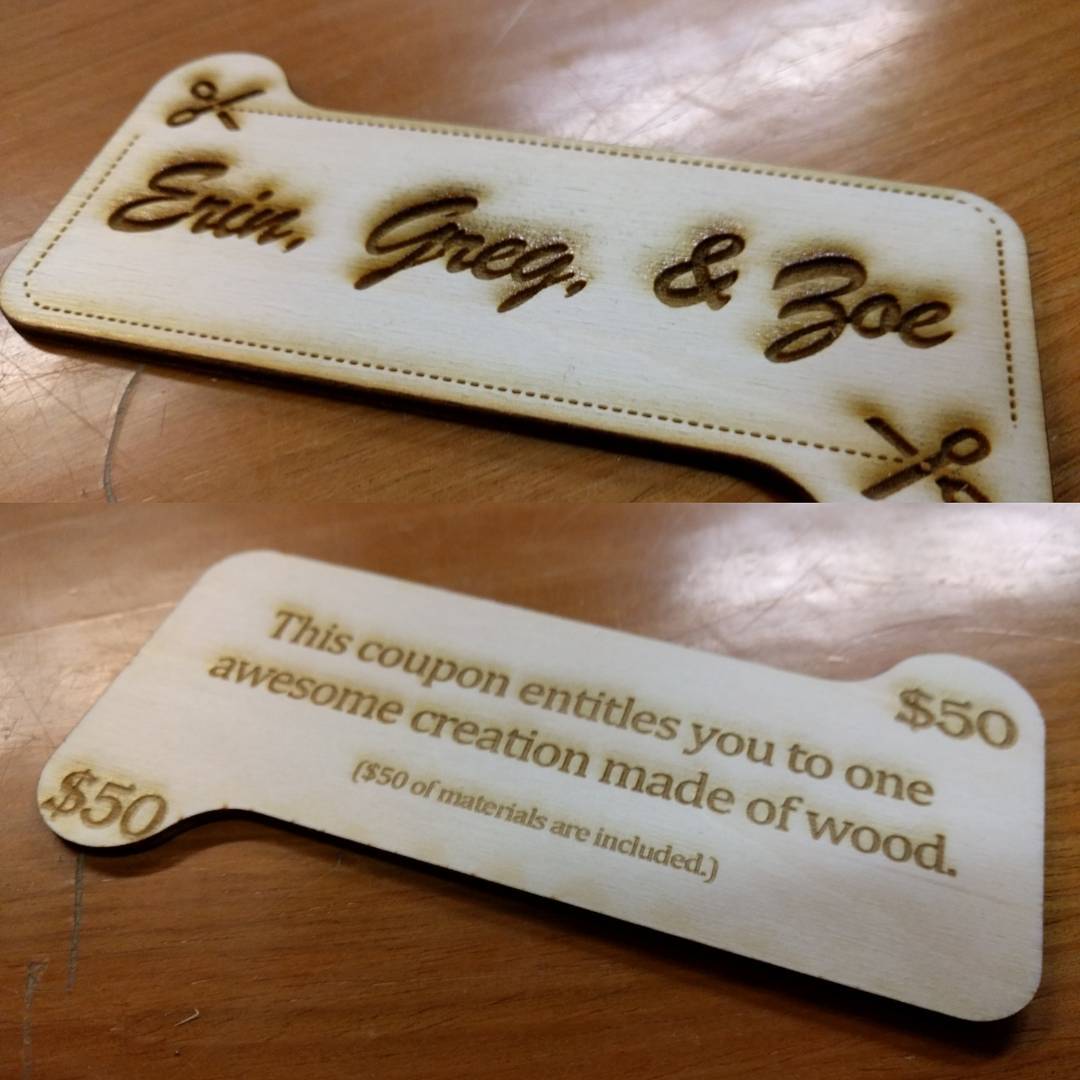 Erin, Greg, & Zoe
This coupon entitles you to one
awesome creation made of wood.
($50 of materials are included.)
$50
$50